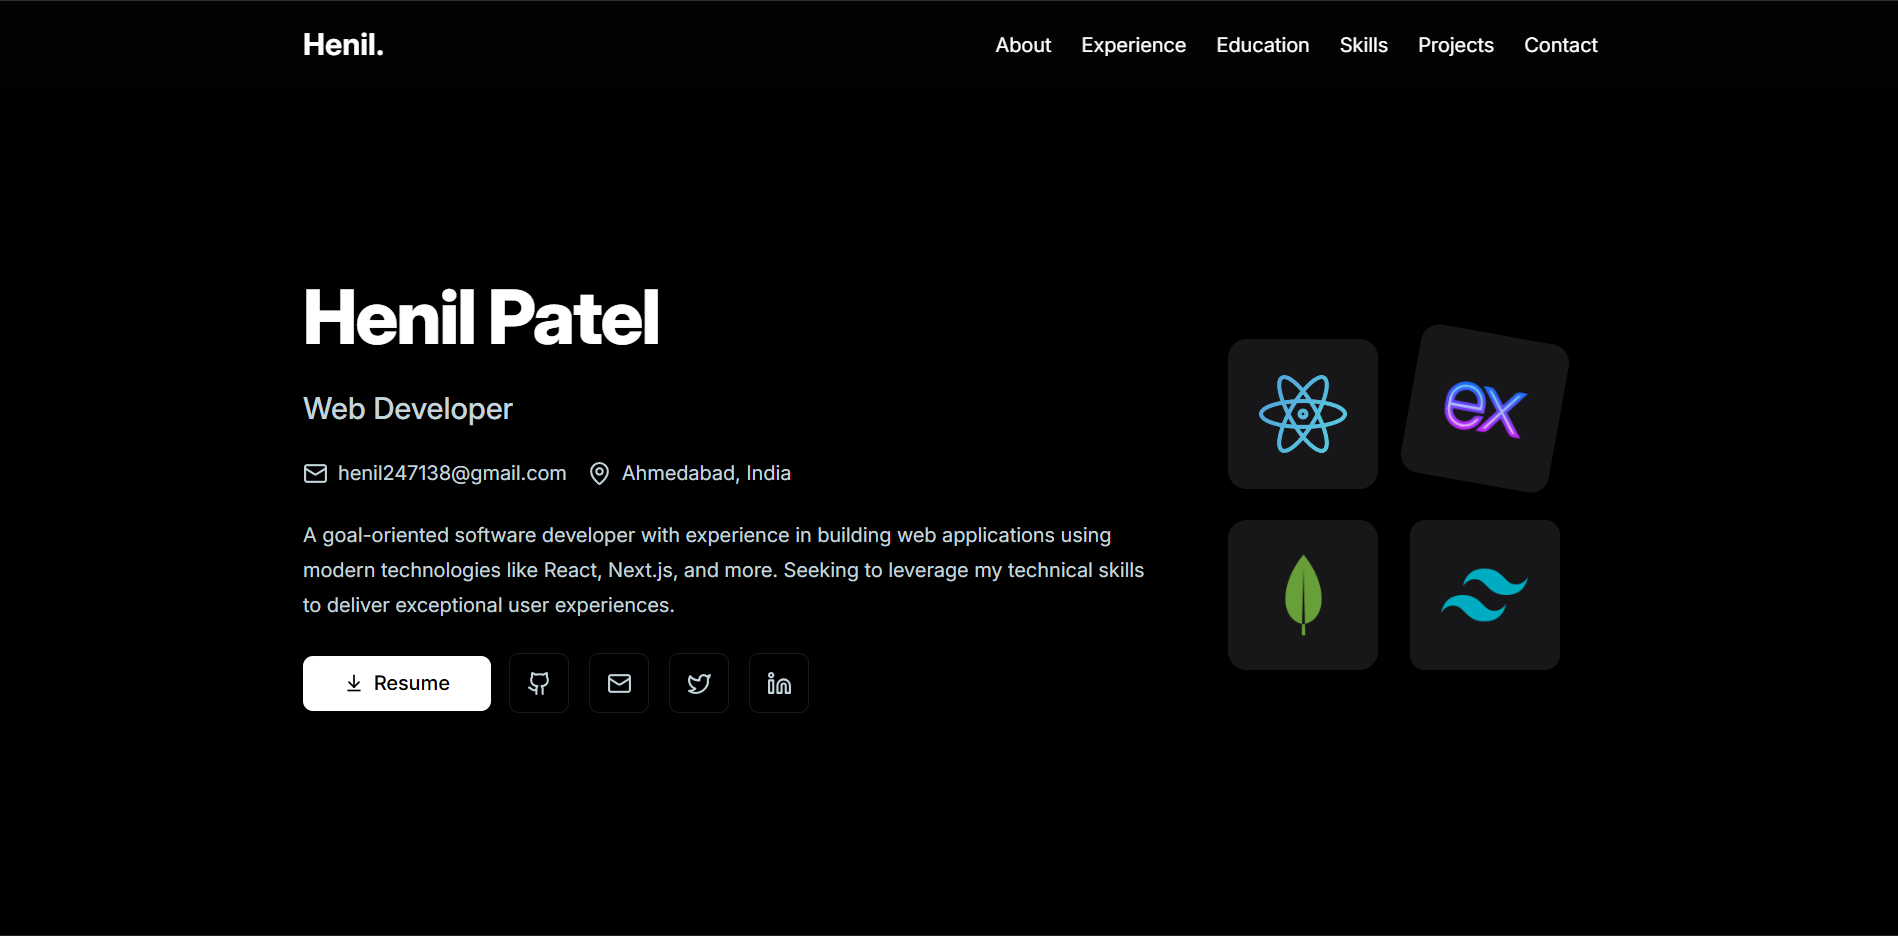 Henil.
About Experience Education Skills Projects Contact
Henil Patel
Web Developer
henil247138@gmail.com Ahmedabad, India
A goal-oriented software developer with experience in building web applications using
modern technologies like React, Next.js, and more. Seeking to leverage my technical skills
to deliver exceptional user experiences.
Resume
ex